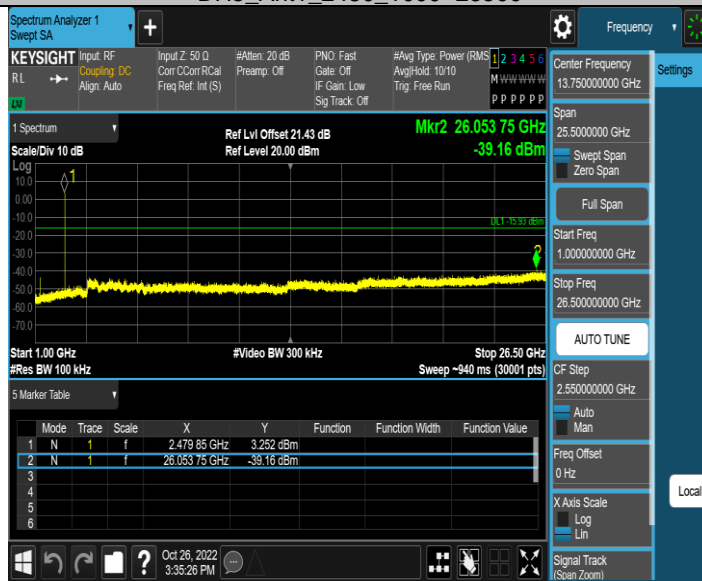 Spectrum Analyzer 1
Swept SA
Frequency
KEYSIGHT
RL
LXI
Input: RF
Coupling: DC
Align: Auto
Input Z: 50 Ω
Corr CCorr RCal
Freq Ref: Int (S)
#Atten: 20 dB
Preamp: Off
PNO: Fast
Gate: Off
IF Gain: Low
Sig Track: Off
#Avg Type: Power (RMS
Avg|Hold: 10/10
Trig: Free Run
1 2 3 4 5 6
M W W W W W
P P P P P P
1 Spectrum
Scale/Div 10 dB
Ref Lvl Offset 21.43 dB
Ref Level 20.00 dBm
Mkr2 26.053 75 GHz
-39.16 dBm
Log
10.0
0.00
-10.0
-20.0
-30.0
-40.0
-50.0
-60.0
-70.0
1
DL1 -15.93 dBm
Start 1.00 GHz
#Video BW 300 kHz
Stop 26.50 GHz
#Res BW 100 kHz
Sweep ~940 ms (30001 pts)
5 Marker Table
Mode Trace Scale X Y Function Function Width Function Value
1 N 1 f 2.479 85 GHz 3.252 dBm
2 N 1 f 26.053 75 GHz -39.16 dBm
3
4
5
6
Oct 26, 2022
3:35:26 PM
Center Frequency
13.750000000 GHz
Span
25.5000000 GHz
Swept Span
Zero Span
Full Span
Start Freq
1.000000000 GHz
Stop Freq
26.500000000 GHz
AUTO TUNE
CF Step
2.550000000 GHz
Auto
Man
Freq Offset
0 Hz
X Axis Scale
Log
Lin
Signal Track
(Span Zoom)
Settings
Local